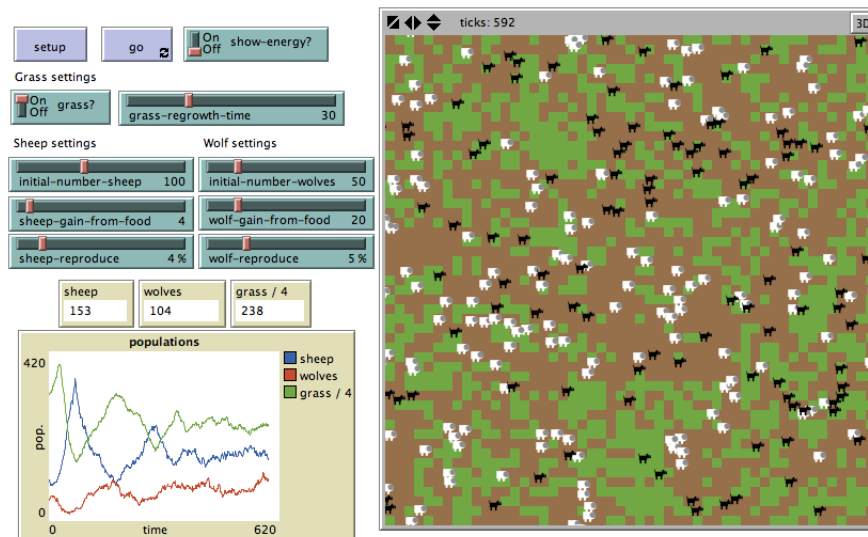 setup
go
On
Off
show-energy?
ticks: 592
3D
Grass settings
On
Off
grass?
grass-regrowth-time 30
Sheep settings
Wolf settings
initial-number-sheep 100
initial-number-wolves 50
sheep-gain-from-food 4
wolf-gain-from-food 20
sheep-reproduce 4 %
wolf-reproduce 5 %
sheep
153
wolves
104
grass / 4
238
populations
420
pop.
0
0
time
620
sheep
wolves
grass / 4